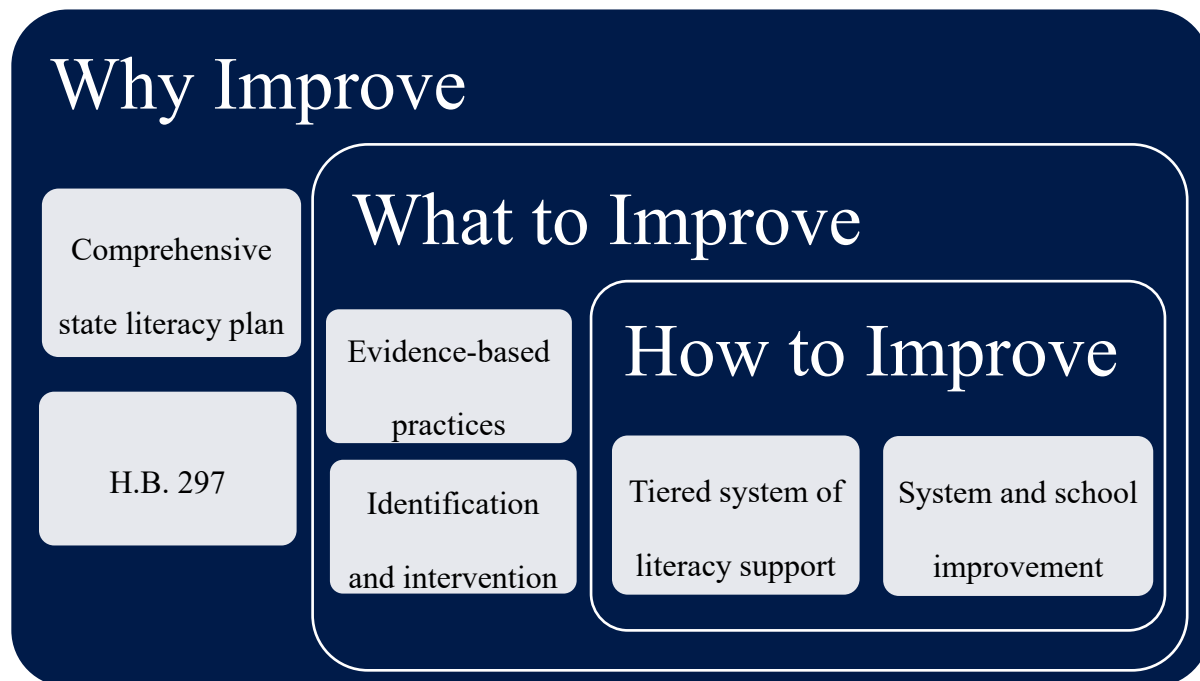 Why Improve
Comprehensive
state literacy plan
H.B. 297
What to Improve
Evidence-based
practices
Identification
and intervention
How to Improve
Tiered system of
literacy support
System and school
improvement